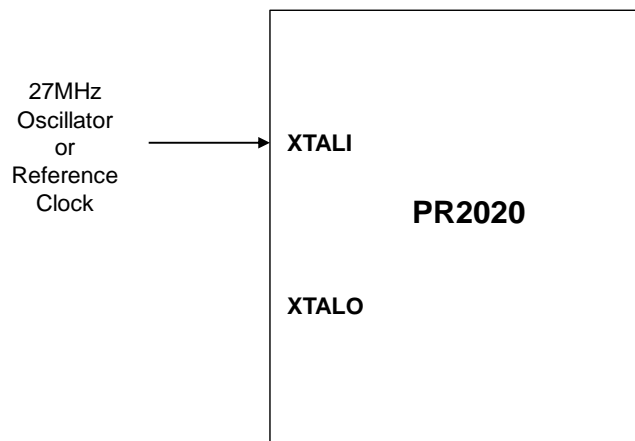 27MHz
Oscillator
or
Reference
Clock
XTALI
PR2020
XTALO